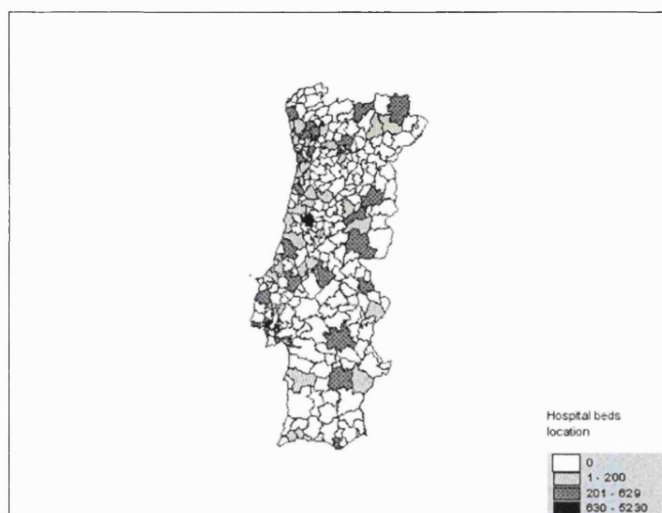 Hospital beds
location
0
1 - 200
201 - 629
630 - 5230